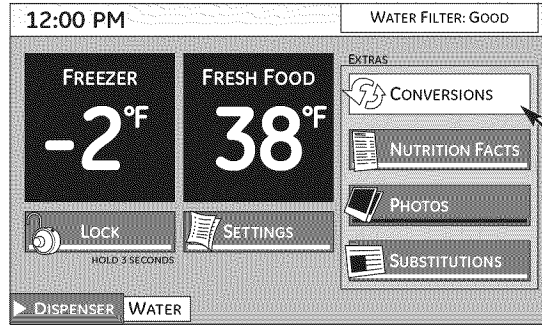 12:00 PM
WATER FILTER: GOOD
FREEZER
-2°F
FRESH FOOD
38°F
EXTRAS
CONVERSIONS
NUTRITION FACTS
PHOTOS
SUBSTITUTIONS
LOCK
HOLD 3 SECONDS
SETTINGS
DISPENSER
WATER